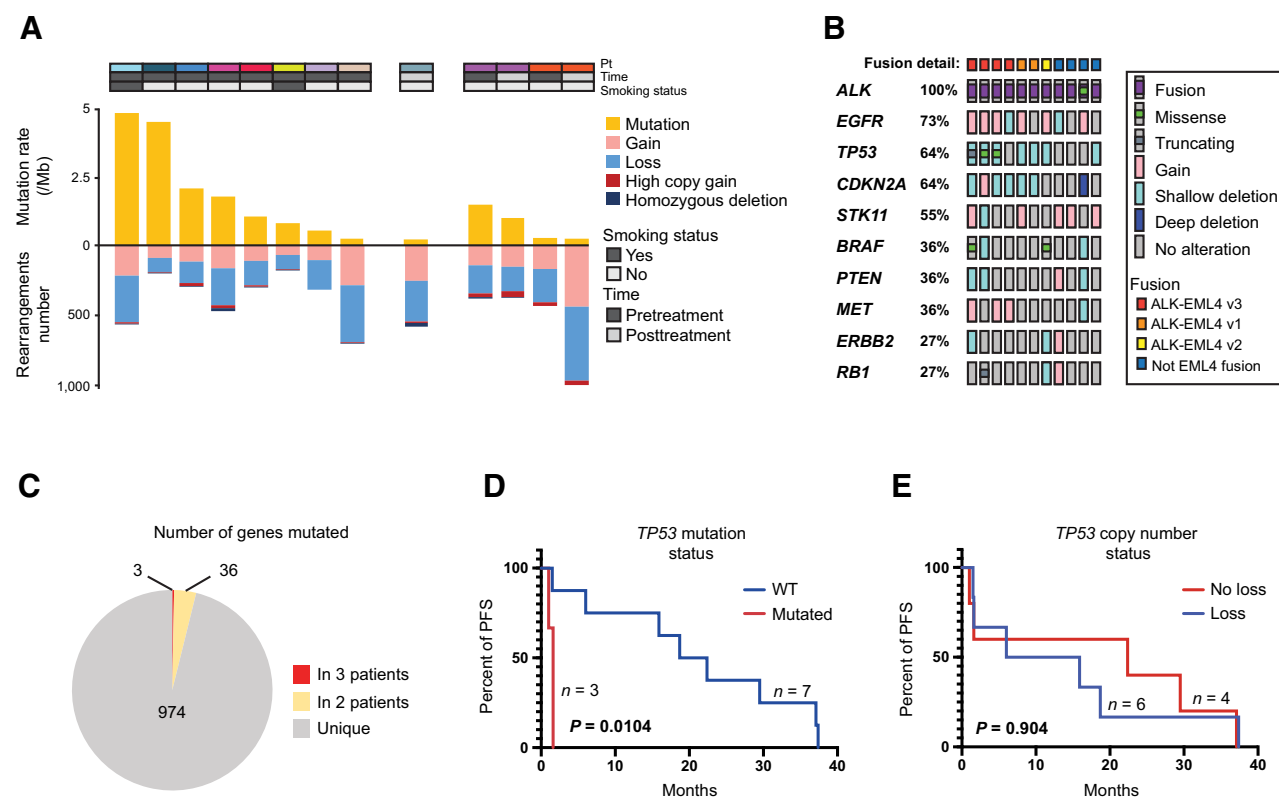 A
Pt
Time
Smoking status
5
2.5
0
500
1,000
Mutation rate
(/Mb)
Rearrangements
number
Mutation
Gain
Loss
High copy gain
Homozygous deletion
Smoking status
Yes
No
Time
Pretreatment
Posttreatment
B
Fusion detail:
ALK 100%
EGFR 73%
TP53 64%
CDKN2A 64%
STK11 55%
BRAF 36%
PTEN 36%
MET 36%
ERBB2 27%
RB1 27%
Fusion
Missense
Truncating
Gain
Shallow deletion
Deep deletion
No alteration
Fusion
ALK-EML4 v3
ALK-EML4 v1
ALK-EML4 v2
Not EML4 fusion
C
Number of genes mutated
3 36
974
In 3 patients
In 2 patients
Unique
D
TP53 mutation
status
Percent of PFS
100
50
0
WT
Mutated
n = 3
n = 7
P = 0.0104
0 10 20 30 40
Months
E
TP53 copy number
status
Percent of PFS
100
50
0
No loss
Loss
n = 6
n = 4
P = 0.904
0 10 20 30 40
Months